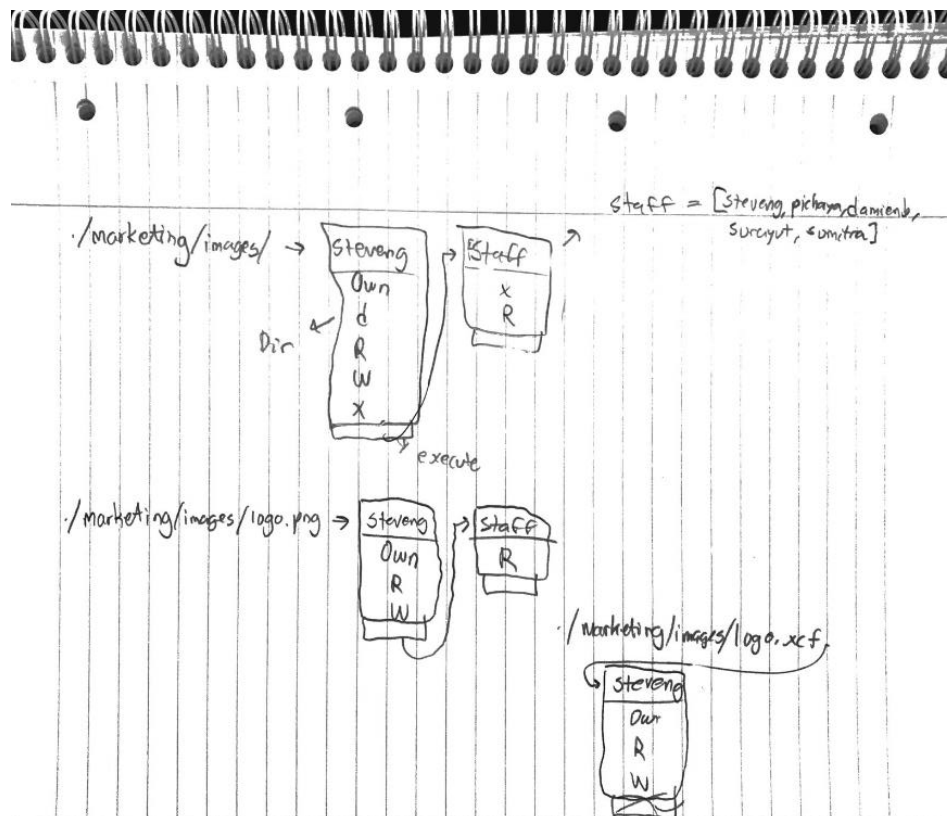 staff = [steveng, pichaya, damienb,
surayut, sumitra]
./marketing/images/ →
steveng
Own
d
R
W
X
Dir
execute
Staff
x
R
./marketing/images/logo.png →
steveng
Own
R
W
staff
R
./marketing/images/logo.xcf
steveng
Own
R
W